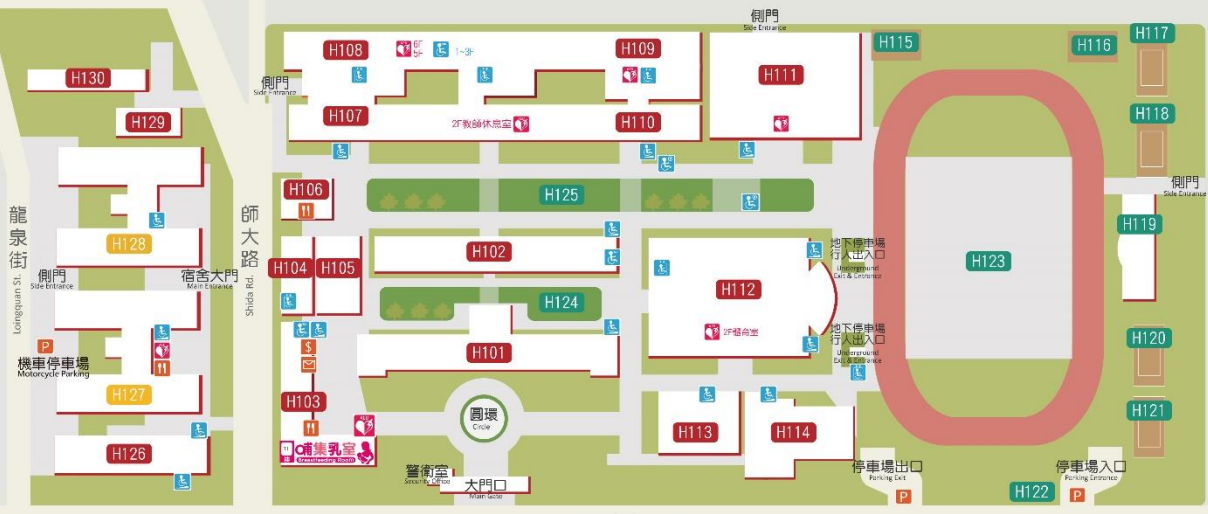 側門
Side Entrance
H108
6F
5F
1~3F
H109
H111
H115
H116
H117
H130
側門
Side Entrance
H129
H107
2F教師休息室
H110
H118
H106
H125
側門
Side Entrance
龍泉街
Loingquan St.
師大路
Shida Rd.
H128
H104
H105
H102
地下停車場
行人出入口
Underground
Exit & Entrance
H119
側門
Side Entrance
宿舍大門
Main Entrance
H123
H124
H112
2F體育室
地下停車場
行人出入口
Underground
Exit & Entrance
P
機車停車場
Motorcycle Parking
$
H101
H120
H127
H103
圓環
Circle
H113
H114
H121
H126
哺集乳室
Breastfeeding Room
警衛室
Security Office
大門口
Main Gate
停車場出口
Parking Exit
P
停車場入口
Parking Entrance
H122
P